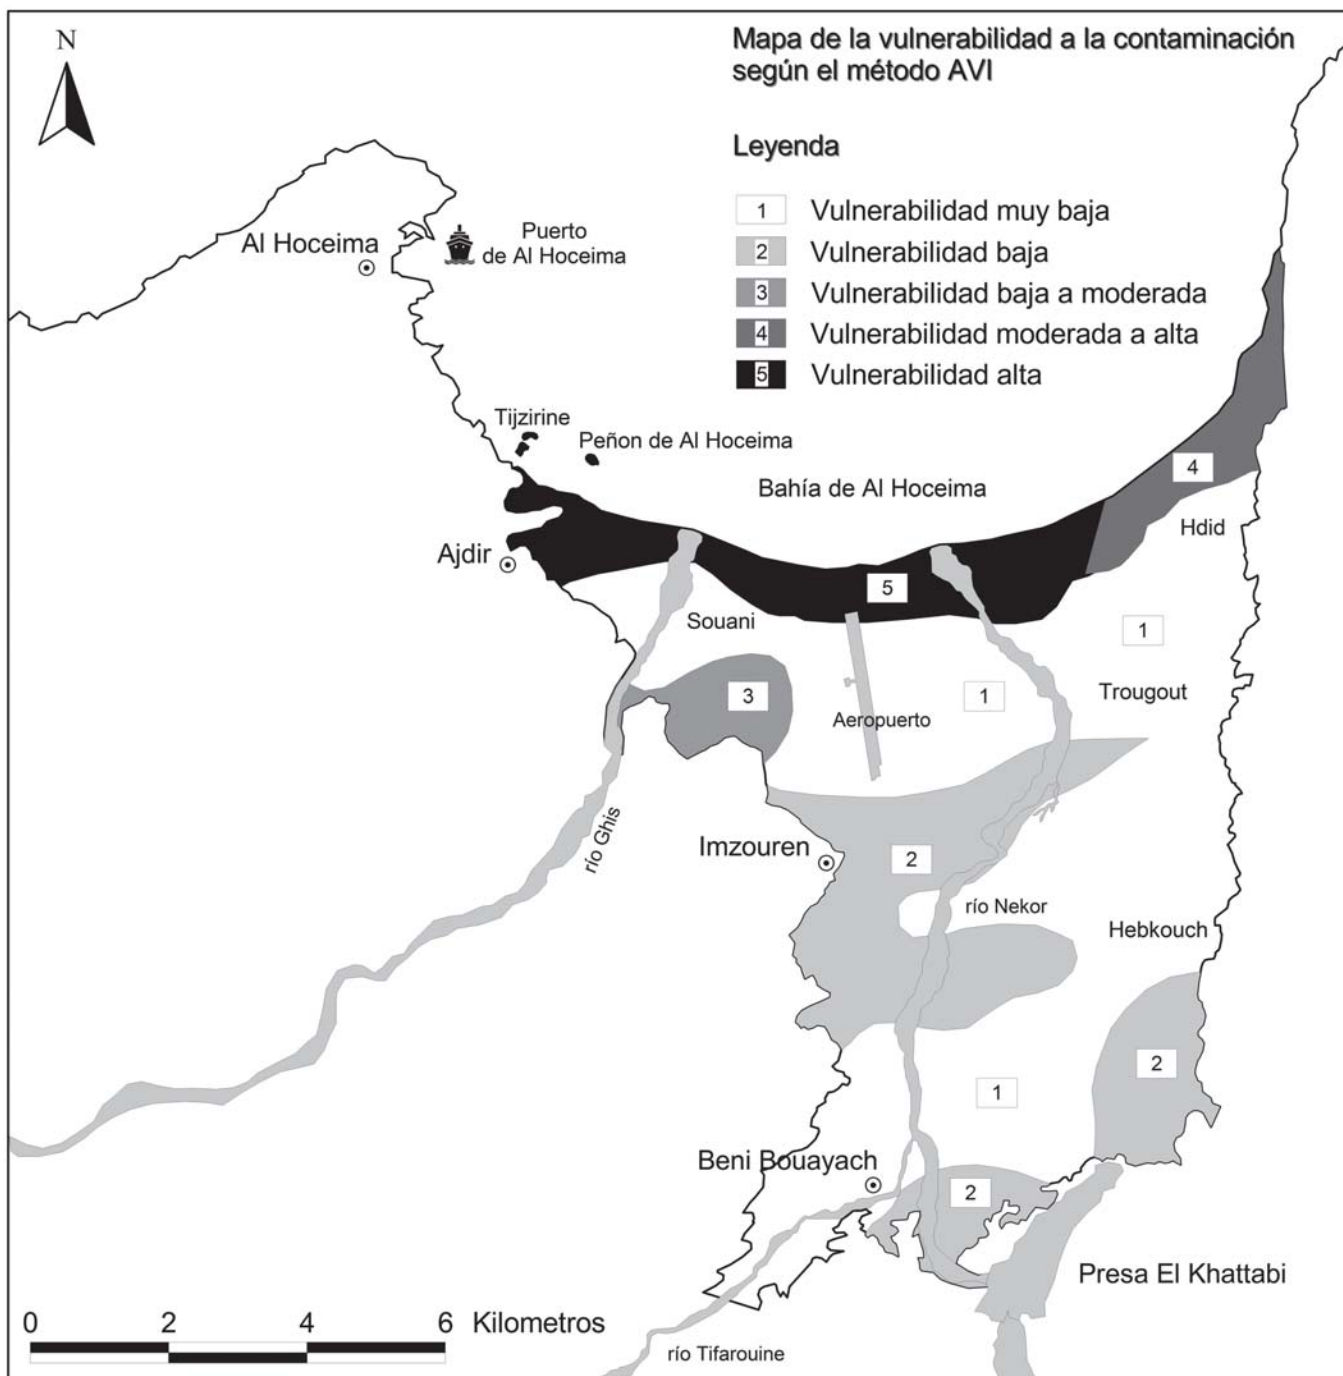 N
Mapa de la vulnerabilidad a la contaminación
según el método AVI
Leyenda
1 Vulnerabilidad muy baja
2 Vulnerabilidad baja
3 Vulnerabilidad baja a moderada
4 Vulnerabilidad moderada a alta
5 Vulnerabilidad alta
Puerto
de Al Hoceima
Al Hoceima
Tijzirine
Peñon de Al Hoceima
Bahía de Al Hoceima
4
Hdid
Ajdir
5
Souani
1
3
1
Trougout
Aeropuerto
río Ghis
Imzouren
2
río Nekor
Hebkouch
2
1
Beni Bouayach
2
Presa El Khattabi
0 2 4 6 Kilometros
río Tifarouine